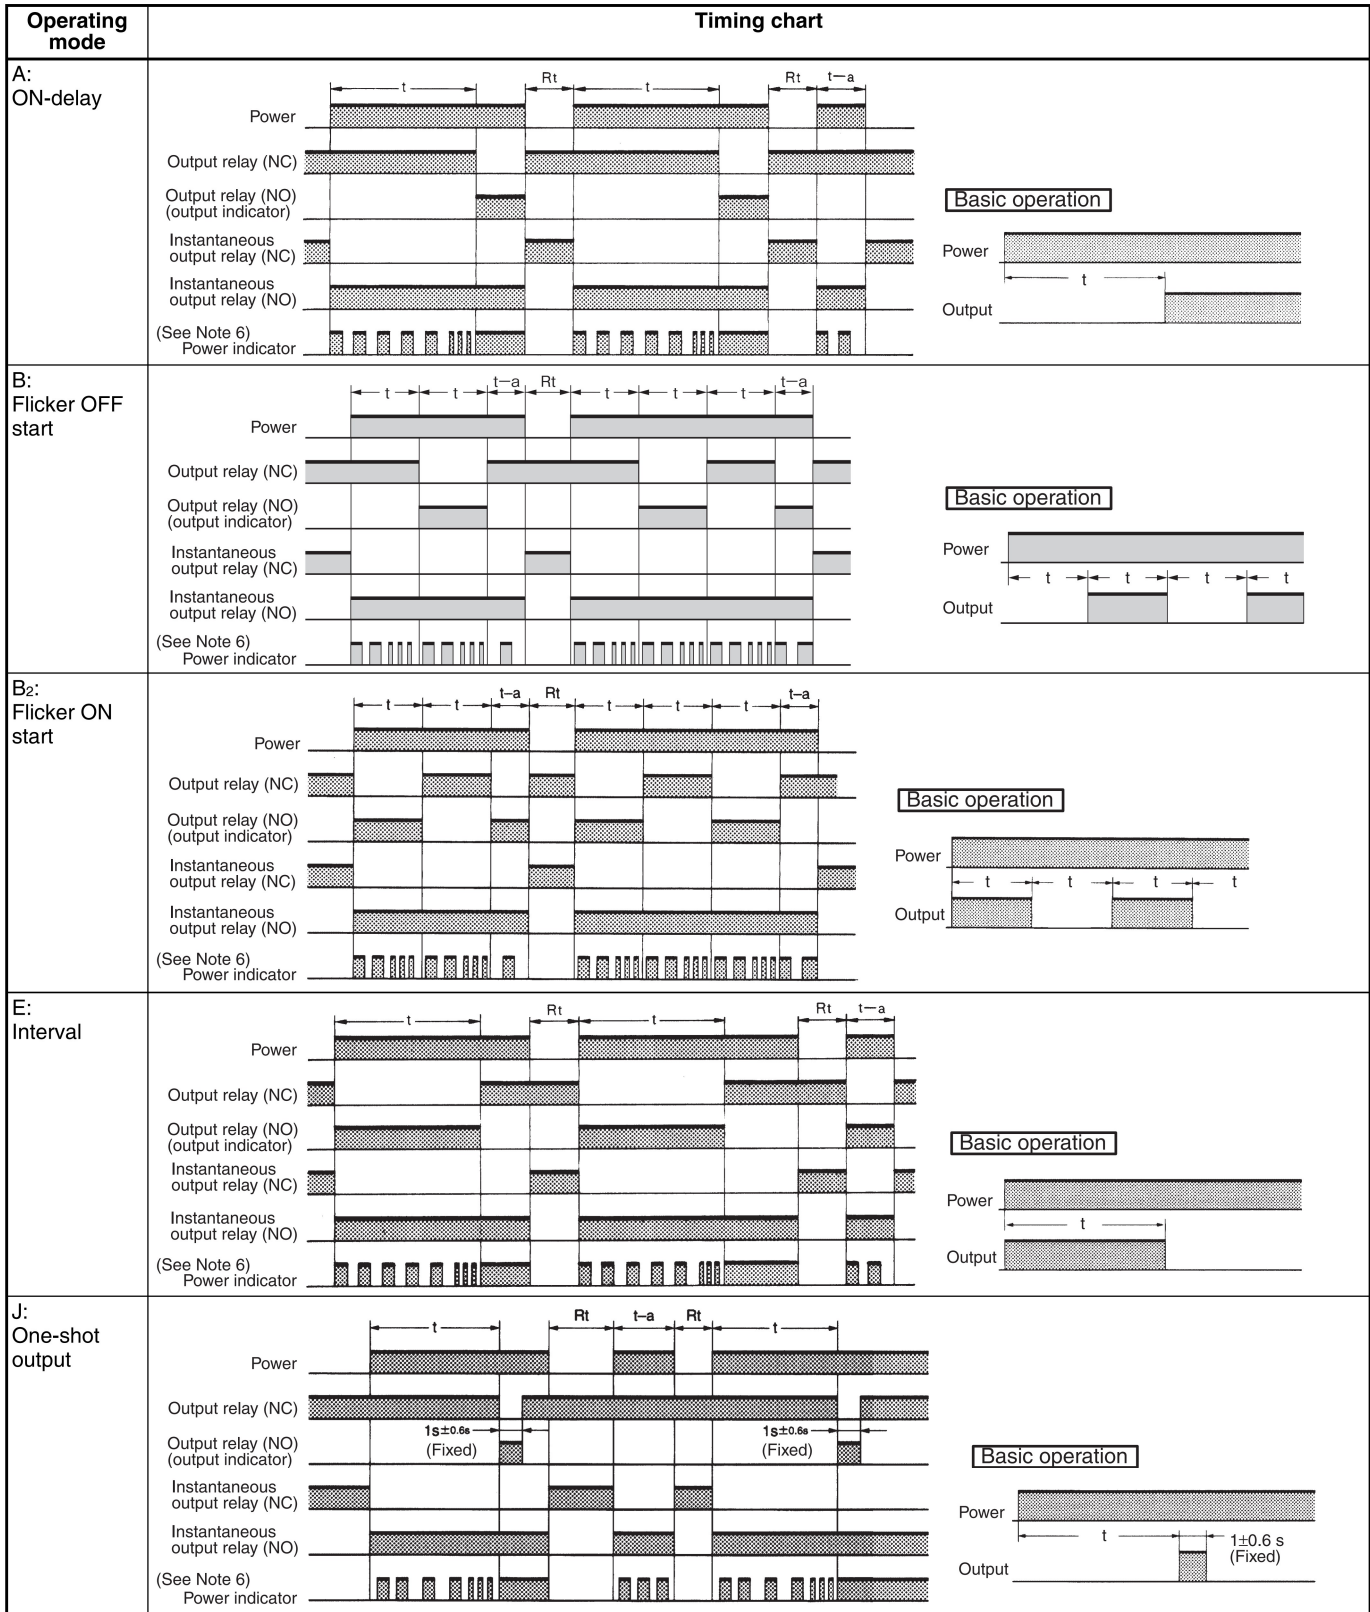 Operating mode
Timing chart
A:
ON-delay
t
Rt
t
Rt
t–a
Power
Output relay (NC)
Output relay (NO)
(output indicator)
Instantaneous
output relay (NC)
Instantaneous
output relay (NO)
(See Note 6)
Power indicator
Basic operation
Power
t
Output
B:
Flicker OFF
start
t
t
t–a
Rt
t
t
t
t–a
Power
Output relay (NC)
Output relay (NO)
(output indicator)
Instantaneous
output relay (NC)
Instantaneous
output relay (NO)
(See Note 6)
Power indicator
Basic operation
Power
t
t
t
t
Output
B2:
Flicker ON
start
t
t
t–a
Rt
t
t
t
t–a
Power
Output relay (NC)
Output relay (NO)
(output indicator)
Instantaneous
output relay (NC)
Instantaneous
output relay (NO)
(See Note 6)
Power indicator
Basic operation
Power
t
t
t
t
Output
E:
Interval
t
Rt
t
Rt
t–a
Power
Output relay (NC)
Output relay (NO)
(output indicator)
Instantaneous
output relay (NC)
Instantaneous
output relay (NO)
(See Note 6)
Power indicator
Basic operation
Power
t
Output
J:
One-shot
output
t
Rt
t–a
Rt
t
Power
Output relay (NC)
1s±0.6s
(Fixed)
1s±0.6s
(Fixed)
Output relay (NO)
(output indicator)
Instantaneous
output relay (NC)
Instantaneous
output relay (NO)
(See Note 6)
Power indicator
Basic operation
Power
t
1±0.6 s
(Fixed)
Output